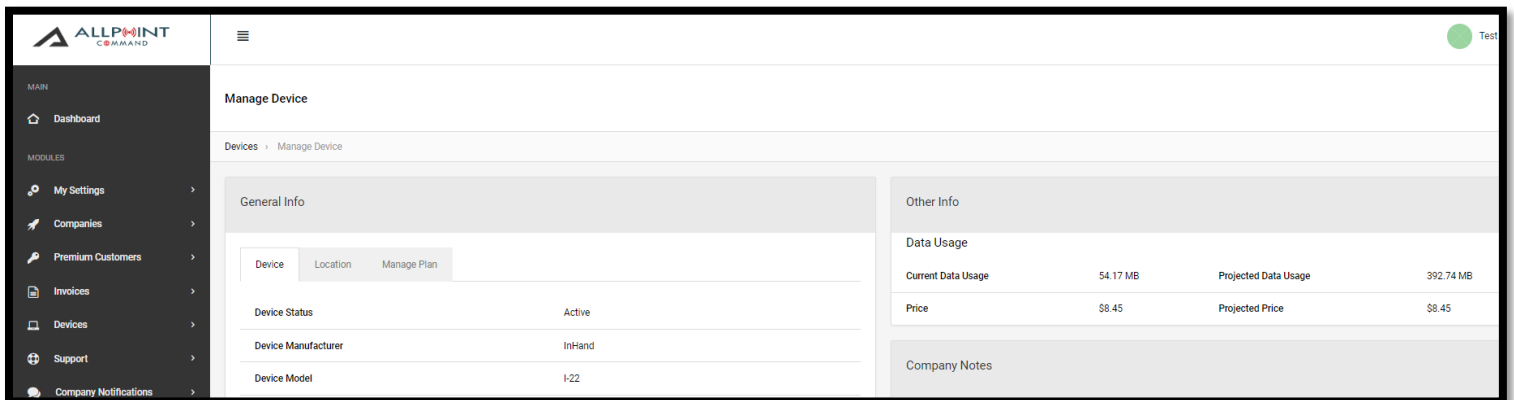 ALLPOINT
COMMAND
Test
MAIN
Dashboard
MODULES
My Settings
Companies
Premium Customers
Invoices
Devices
Support
Company Notifications
Manage Device
Devices › Manage Device
General Info
Device Location Manage Plan
Device Status Active
Device Manufacturer InHand
Device Model I-22
Other Info
Data Usage
Current Data Usage 54.17 MB Projected Data Usage 392.74 MB
Price $8.45 Projected Price $8.45
Company Notes